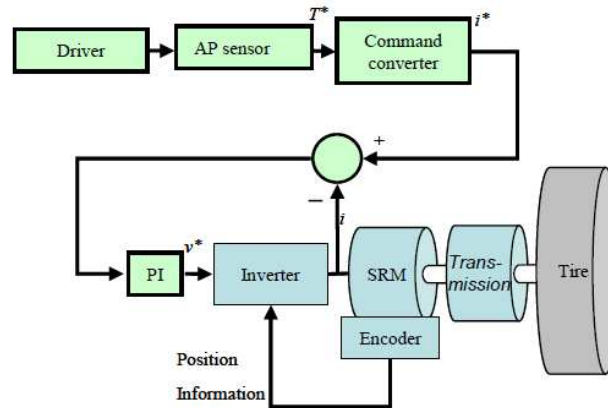 T*
i*
Driver
AP sensor
Command
converter
+
−
i
v*
PI
Inverter
SRM
Trans-
mission
Tire
Encoder
Position
Information